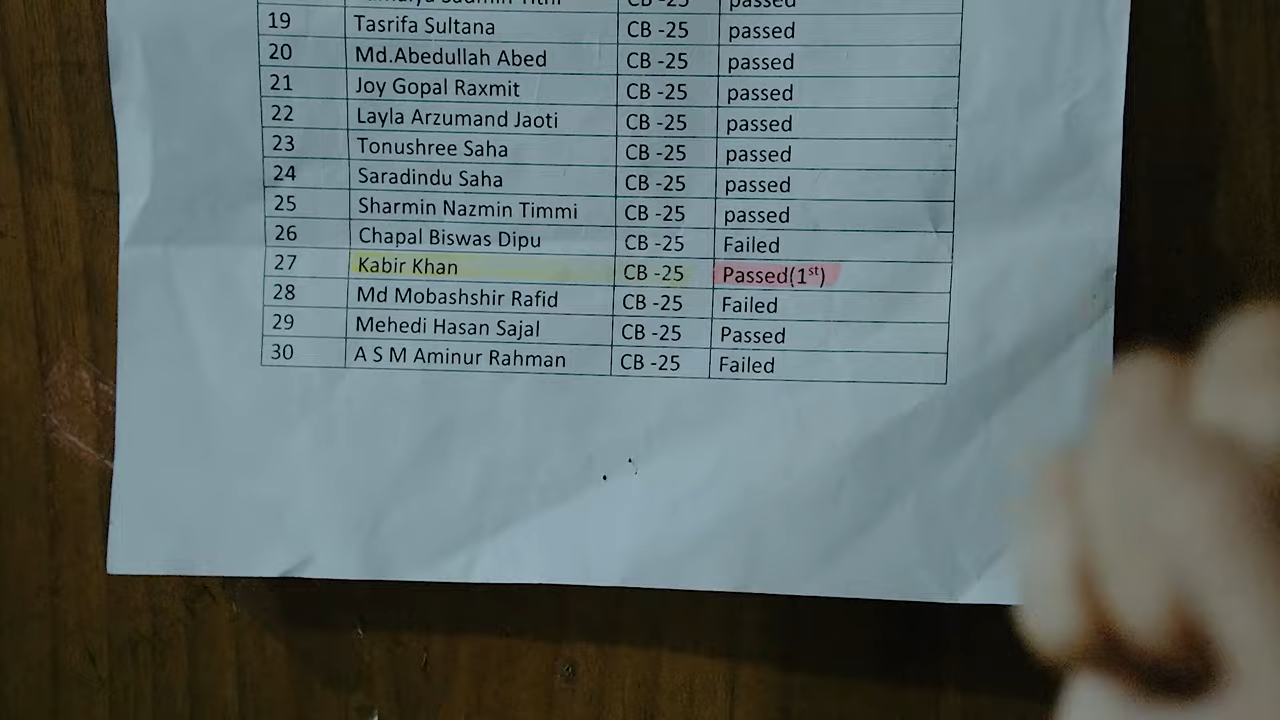 CB -25 passed
19 Tasrifa Sultana CB -25 passed
20 Md.Abedullah Abed CB -25 passed
21 Joy Gopal Raxmit CB -25 passed
22 Layla Arzumand Jaoti CB -25 passed
23 Tonushree Saha CB -25 passed
24 Saradindu Saha CB -25 passed
25 Sharmin Nazmin Timmi CB -25 passed
26 Chapal Biswas Dipu CB -25 Failed
27 Kabir Khan CB -25 Passed(1st)
28 Md Mobashshir Rafid CB -25 Failed
29 Mehedi Hasan Sajal CB -25 Passed
30 A S M Aminur Rahman CB -25 Failed